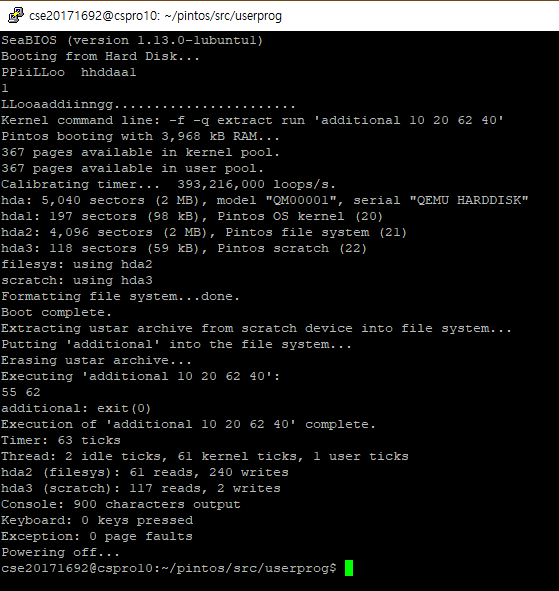 cse20171692@cspro10: ~/pintos/src/userprog
SeaBIOS (version 1.13.0-1ubuntu1)
Booting from Hard Disk...
PPiiLLoo  hhddaa1
1
LLooaaddiinngg.......................
Kernel command line: -f -q extract run 'additional 10 20 62 40'
Pintos booting with 3,968 kB RAM...
367 pages available in kernel pool.
367 pages available in user pool.
Calibrating timer...  393,216,000 loops/s.
hda: 5,040 sectors (2 MB), model "QM00001", serial "QEMU HARDDISK"
hda1: 197 sectors (98 kB), Pintos OS kernel (20)
hda2: 4,096 sectors (2 MB), Pintos file system (21)
hda3: 118 sectors (59 kB), Pintos scratch (22)
filesys: using hda2
scratch: using hda3
Formatting file system...done.
Boot complete.
Extracting ustar archive from scratch device into file system...
Putting 'additional' into the file system...
Erasing ustar archive...
Executing 'additional 10 20 62 40':
55 62
additional: exit(0)
Execution of 'additional 10 20 62 40' complete.
Timer: 63 ticks
Thread: 2 idle ticks, 61 kernel ticks, 1 user ticks
hda2 (filesys): 61 reads, 240 writes
hda3 (scratch): 117 reads, 2 writes
Console: 900 characters output
Keyboard: 0 keys pressed
Exception: 0 page faults
Powering off...
cse20171692@cspro10:~/pintos/src/userprog$